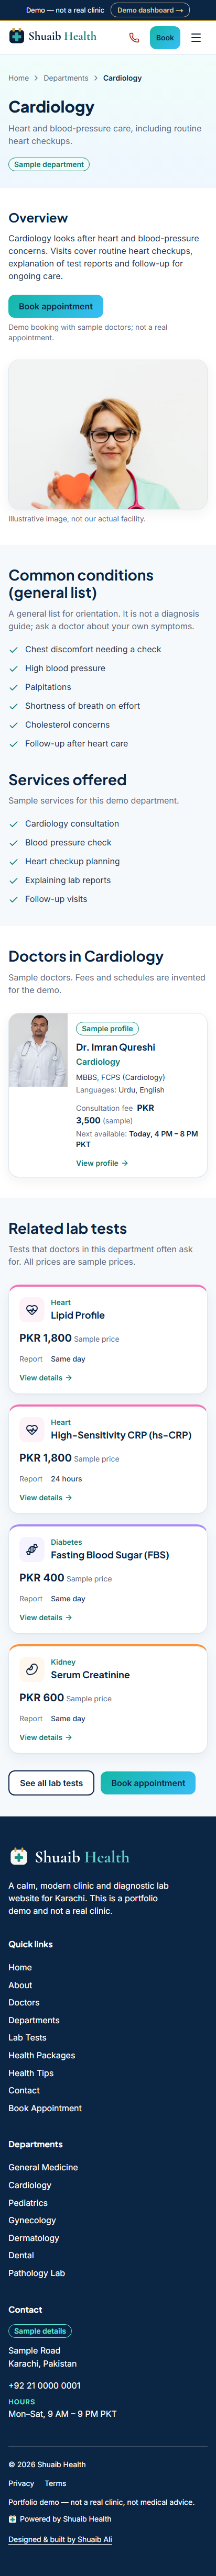 Demo — not a real clinic Demo dashboard →
Shuaib Health
Book
Home > Departments > Cardiology
Cardiology
Heart and blood-pressure care, including routine
heart checkups.
Sample department
Overview
Cardiology looks after heart and blood-pressure
concerns. Visits cover routine heart checkups,
explanation of test reports and follow-up for
ongoing care.
Book appointment
Demo booking with sample doctors; not a real
appointment.
Illustrative image, not our actual facility.
Common conditions
(general list)
A general list for orientation. It is not a diagnosis
guide; ask a doctor about your own symptoms.
Chest discomfort needing a check
High blood pressure
Palpitations
Shortness of breath on effort
Cholesterol concerns
Follow-up after heart care
Services offered
Sample services for this demo department.
Cardiology consultation
Blood pressure check
Heart checkup planning
Explaining lab reports
Follow-up visits
Doctors in Cardiology
Sample doctors. Fees and schedules are invented
for the demo.
Sample profile
Dr. Imran Qureshi
Cardiology
MBBS, FCPS (Cardiology)
Languages: Urdu, English
Consultation fee PKR
3,500 (sample)
Next available: Today, 4 PM – 8 PM
PKT
View profile →
Related lab tests
Tests that doctors in this department often ask
for. All prices are sample prices.
Heart
Lipid Profile
PKR 1,800 Sample price
Report Same day
View details →
Heart
High-Sensitivity CRP (hs-CRP)
PKR 1,800 Sample price
Report 24 hours
View details →
Diabetes
Fasting Blood Sugar (FBS)
PKR 400 Sample price
Report Same day
View details →
Kidney
Serum Creatinine
PKR 600 Sample price
Report Same day
View details →
See all lab tests Book appointment
Shuaib Health
A calm, modern clinic and diagnostic lab
website for Karachi. This is a portfolio
demo and not a real clinic.
Quick links
Home
About
Doctors
Departments
Lab Tests
Health Packages
Health Tips
Contact
Book Appointment
Departments
General Medicine
Cardiology
Pediatrics
Gynecology
Dermatology
Dental
Pathology Lab
Contact
Sample details
Sample Road
Karachi, Pakistan
+92 21 0000 0001
HOURS
Mon–Sat, 9 AM – 9 PM PKT
© 2026 Shuaib Health
Privacy Terms
Portfolio demo — not a real clinic, not medical advice.
Powered by Shuaib Health
Designed & built by Shuaib Ali